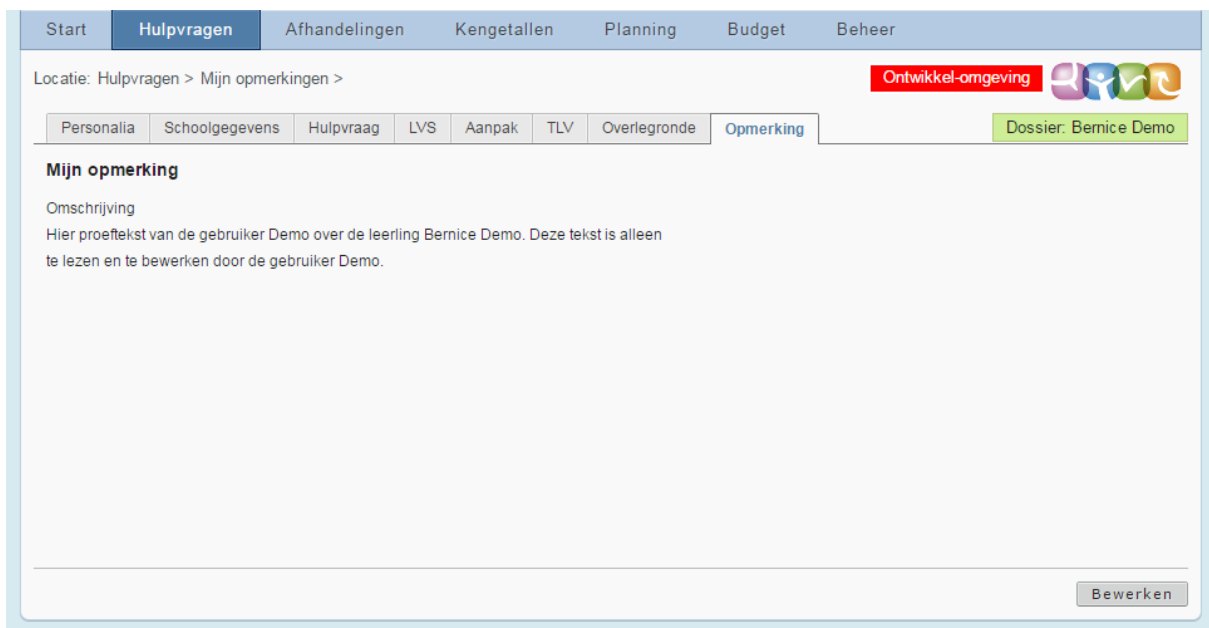 Start Hulpvragen Afhandelingen Kengetallen Planning Budget Beheer
Locatie: Hulpvragen > Mijn opmerkingen > Ontwikkel-omgeving
Personalia Schoolgegevens Hulpvraag LVS Aanpak TLV Overlegronde Opmerking Dossier: Bernice Demo
Mijn opmerking
Omschrijving
Hier proeftekst van de gebruiker Demo over de leerling Bernice Demo. Deze tekst is alleen
te lezen en te bewerken door de gebruiker Demo.
Bewerken